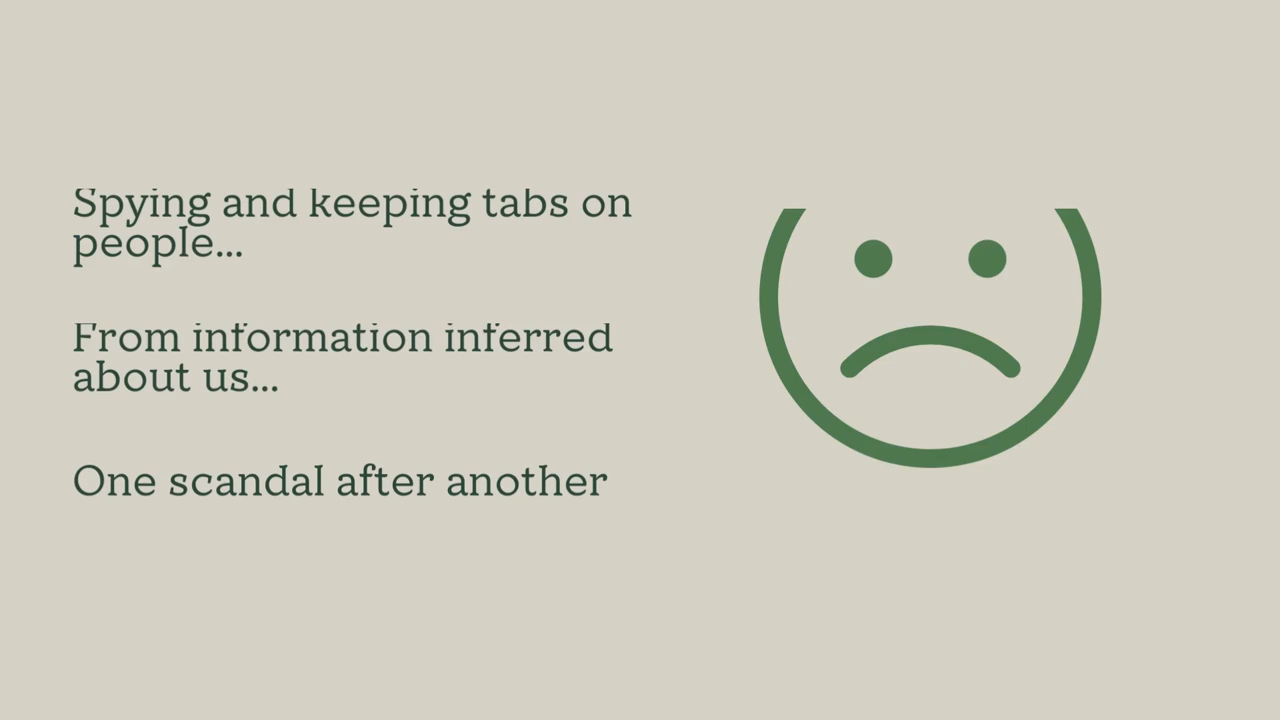 Spying and keeping tabs on
people...
From information inferred
about us...
One scandal after another